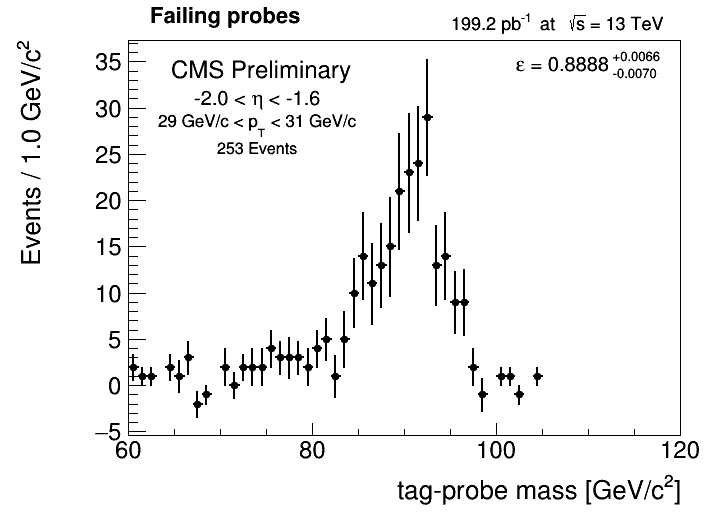 Failing probes
199.2 pb⁻¹ at √s = 13 TeV
CMS Preliminary
-2.0 < η < -1.6
29 GeV/c < p_T < 31 GeV/c
253 Events
ε = 0.8888 +0.0066 -0.0070
Events / 1.0 GeV/c²
35
30
25
20
15
10
5
0
−5
60 80 100 120
tag-probe mass [GeV/c²]